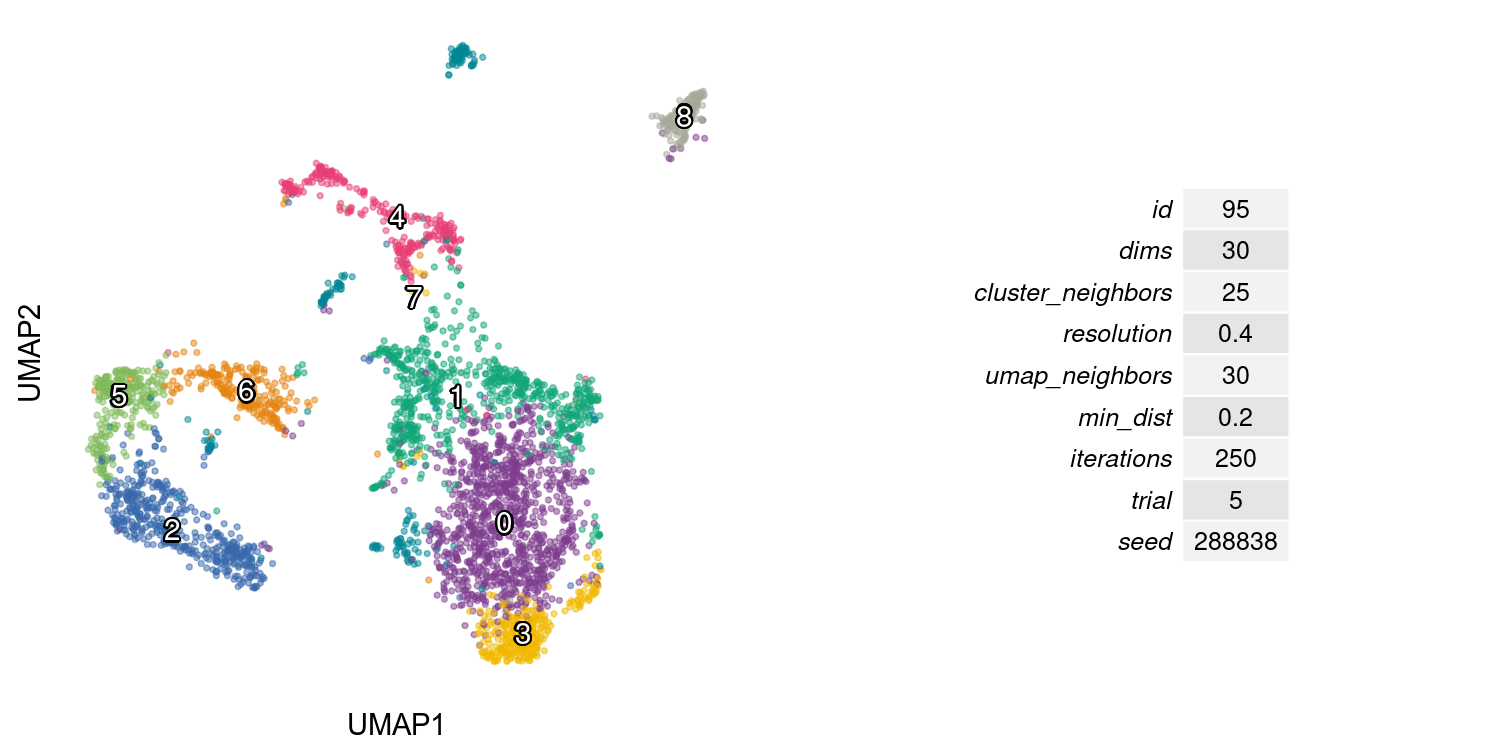 8
4
7
5
6
1
2
0
3
UMAP1
UMAP2
id 95
dims 30
cluster_neighbors 25
resolution 0.4
umap_neighbors 30
min_dist 0.2
iterations 250
trial 5
seed 288838